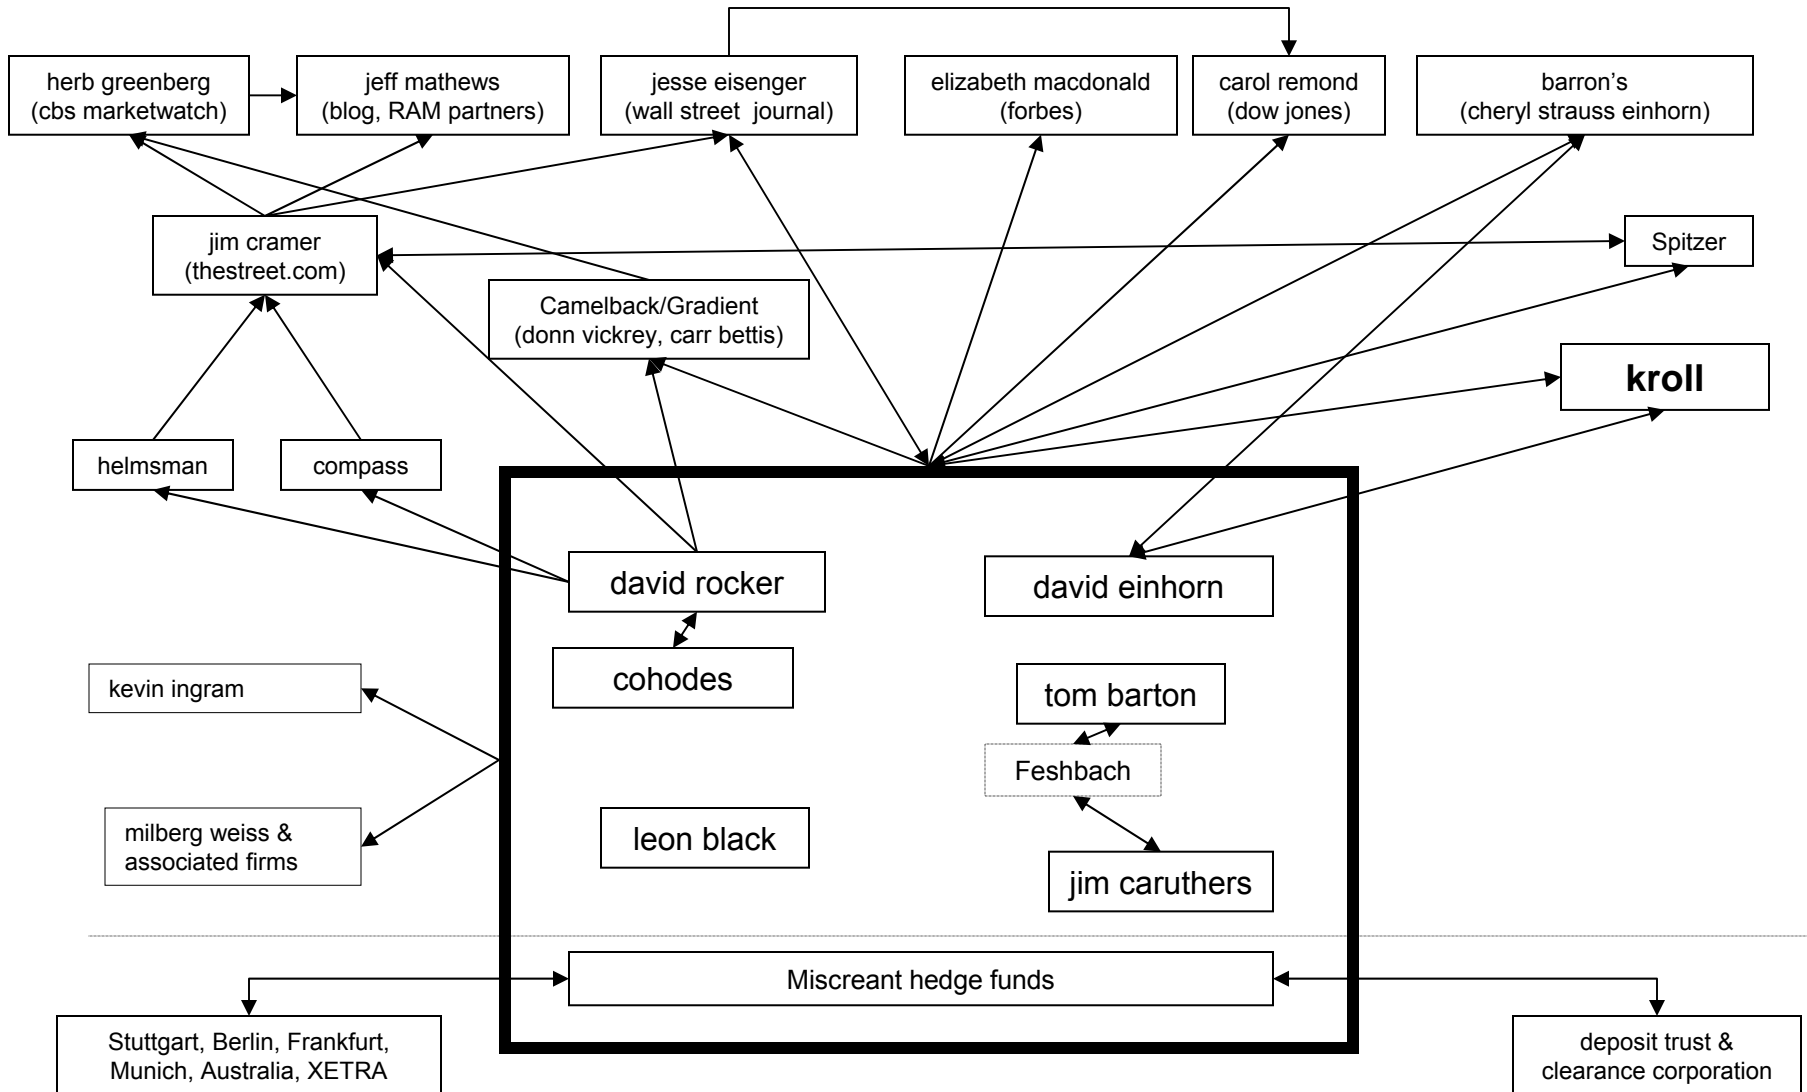 herb greenberg
(cbs marketwatch)
jeff mathews
(blog, RAM partners)
jesse eisenger
(wall street journal)
elizabeth macdonald
(forbes)
carol remond
(dow jones)
barron’s
(cheryl strauss einhorn)
jim cramer
(thestreet.com)
Spitzer
Camelback/Gradient
(donn vickrey, carr bettis)
kroll
helmsman
compass
david rocker
david einhorn
cohodes
kevin ingram
tom barton
Feshbach
milberg weiss &
associated firms
leon black
jim caruthers
Miscreant hedge funds
Stuttgart, Berlin, Frankfurt,
Munich, Australia, XETRA
deposit trust &
clearance corporation